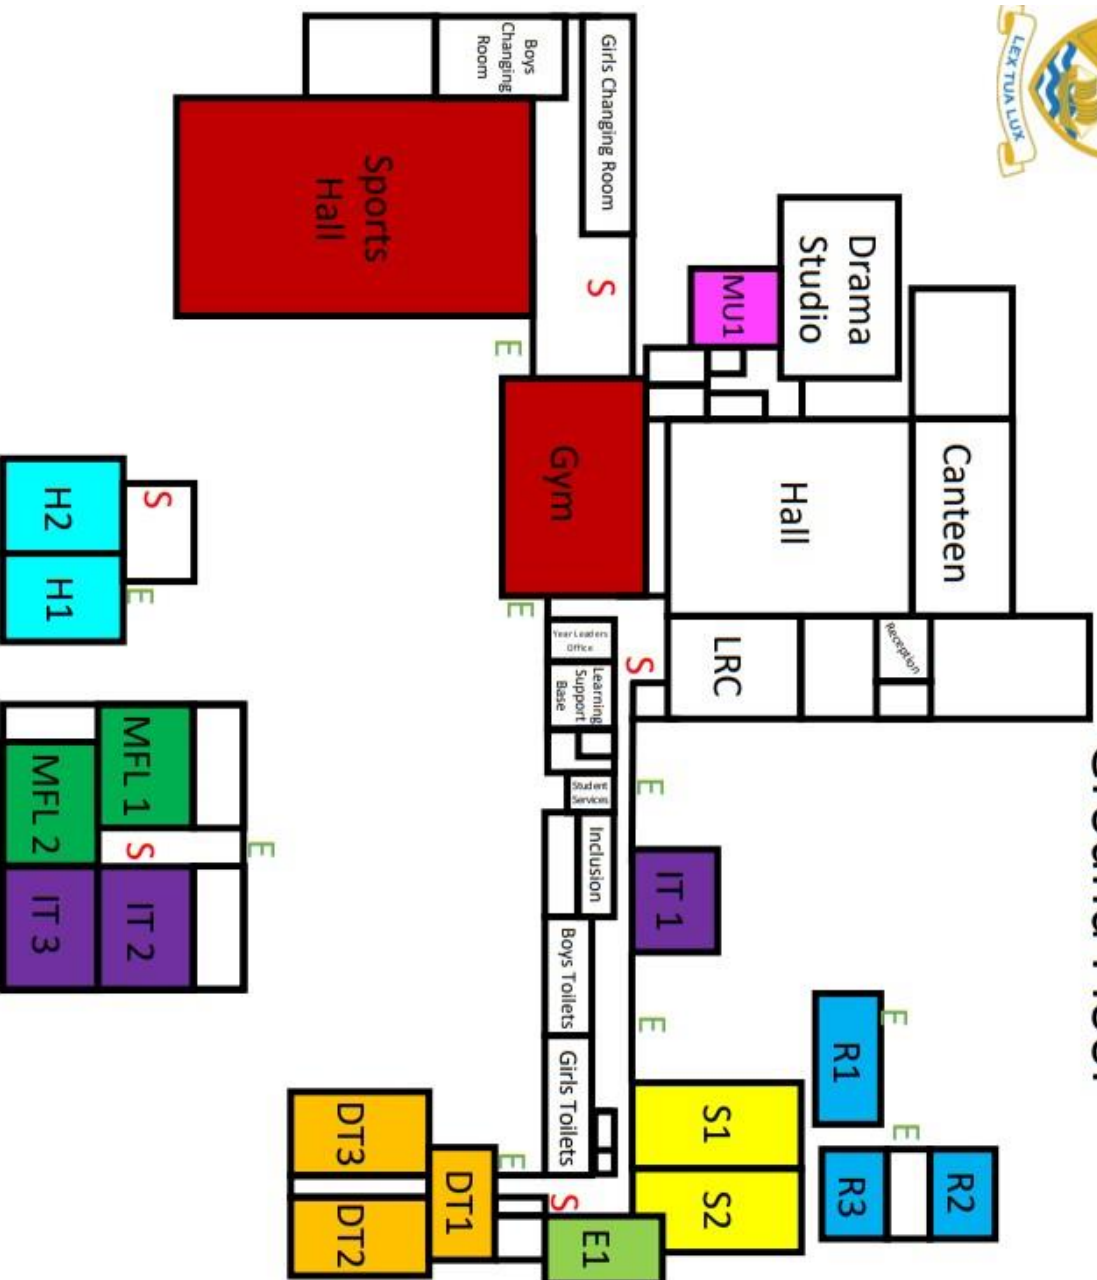 LEX TUA LUX
R2
Canteen
Reception
E
E
Drama
Studio
R1
R3
Hall
LRC
S1
S2
MU1
IT 1
E
E
S
Girls Changing Room
S
Year Leaders
Office
Learning
Support
Base
Student
Services
Inclusion
Boys Toilets
Girls Toilets
S
E1
Gym
E
E
E
Boys
Changing
Room
DT1
Sports
Hall
DT3
DT2
E
S
E
MFL 1
S
IT 2
H2
H1
MFL 2
IT 3